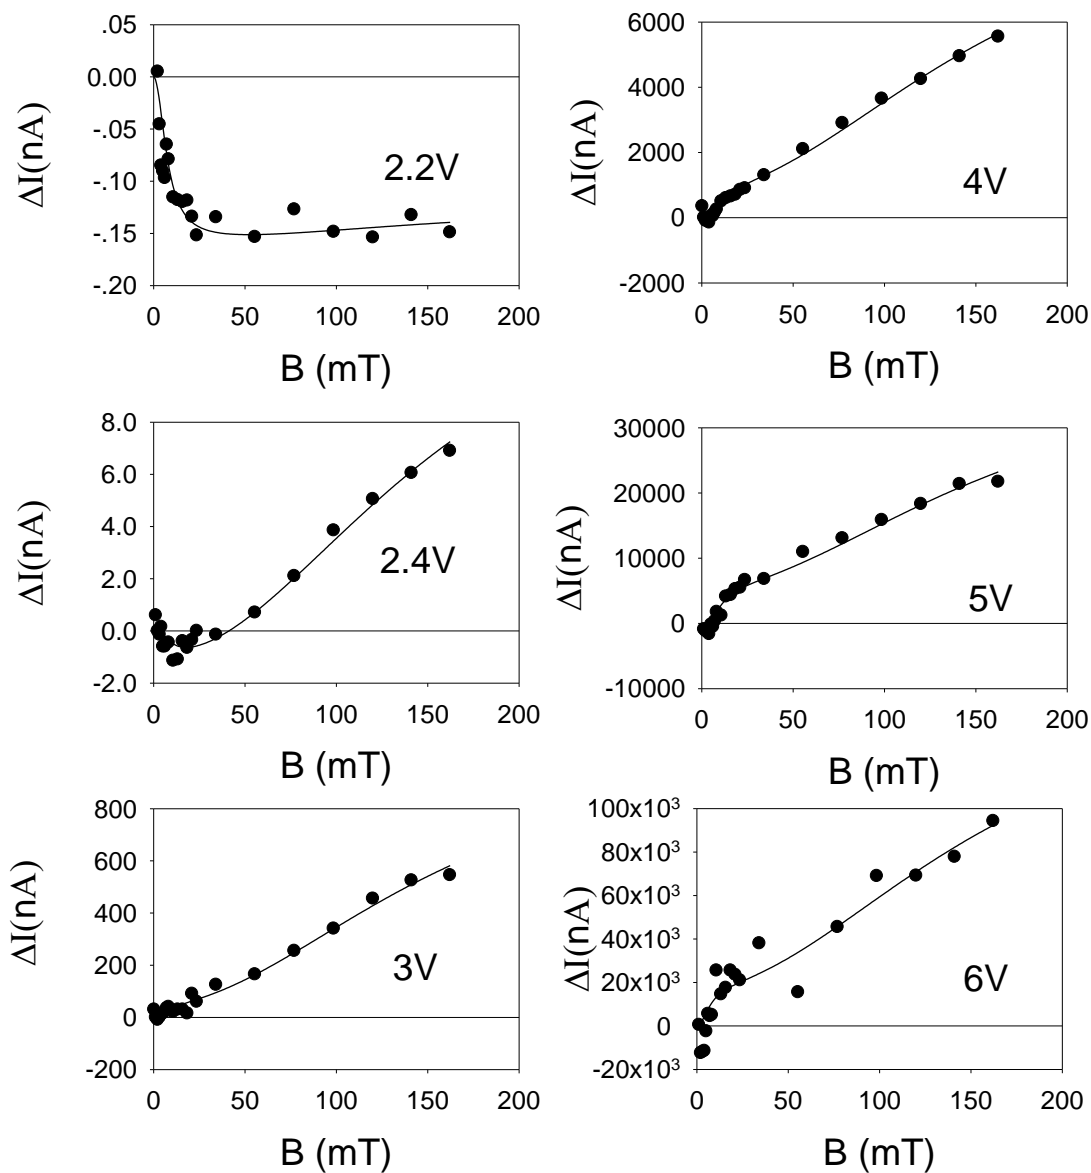 .05
0.00
-.05
-.10
-.15
-.20
ΔI(nA)
2.2V
0 50 100 150 200
B (mT)
6000
4000
2000
0
-2000
ΔI(nA)
4V
0 50 100 150 200
B (mT)
8.0
6.0
4.0
2.0
0.0
-2.0
ΔI(nA)
2.4V
0 50 100 150 200
B (mT)
30000
20000
10000
0
-10000
ΔI(nA)
5V
0 50 100 150 200
B (mT)
800
600
400
200
0
-200
ΔI(nA)
3V
0 50 100 150 200
B (mT)
100x10³
80x10³
60x10³
40x10³
20x10³
0
-20x10³
ΔI(nA)
6V
0 50 100 150 200
B (mT)